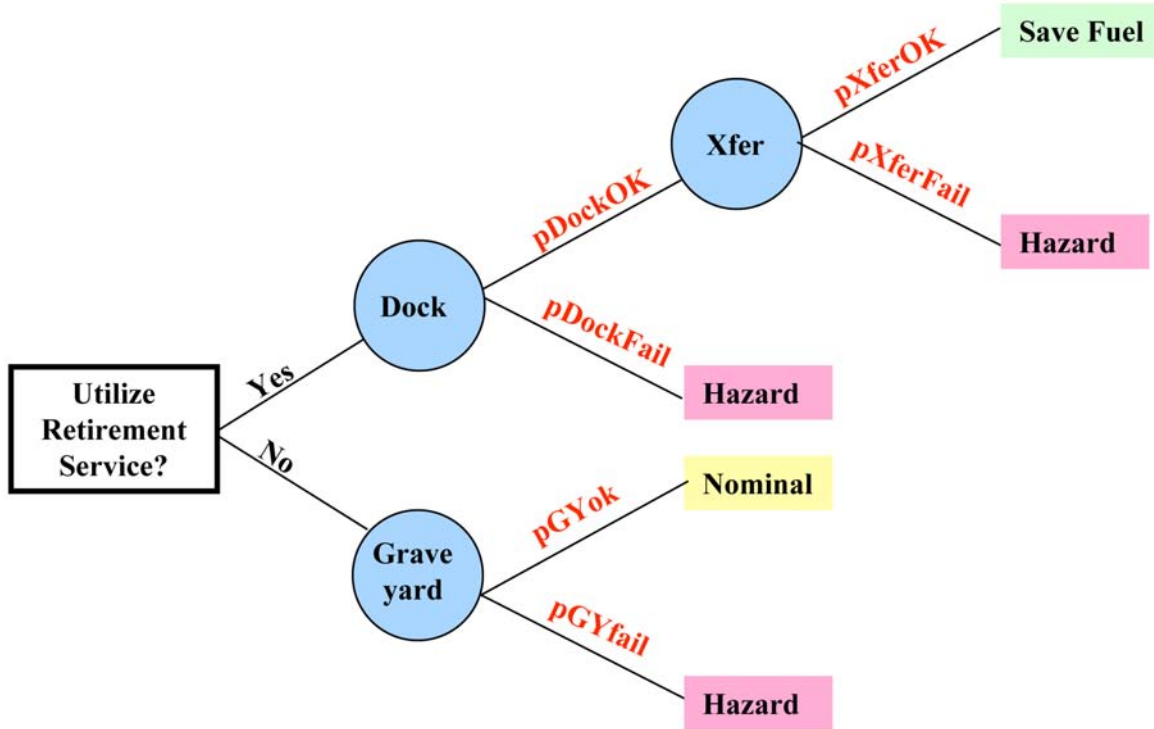 Save Fuel
pXferOK
Xfer
pXferFail
Hazard
pDockOK
Dock
pDockFail
Hazard
Yes
Utilize
Retirement
Service?
No
Nominal
pGYok
Grave
yard
pGYfail
Hazard